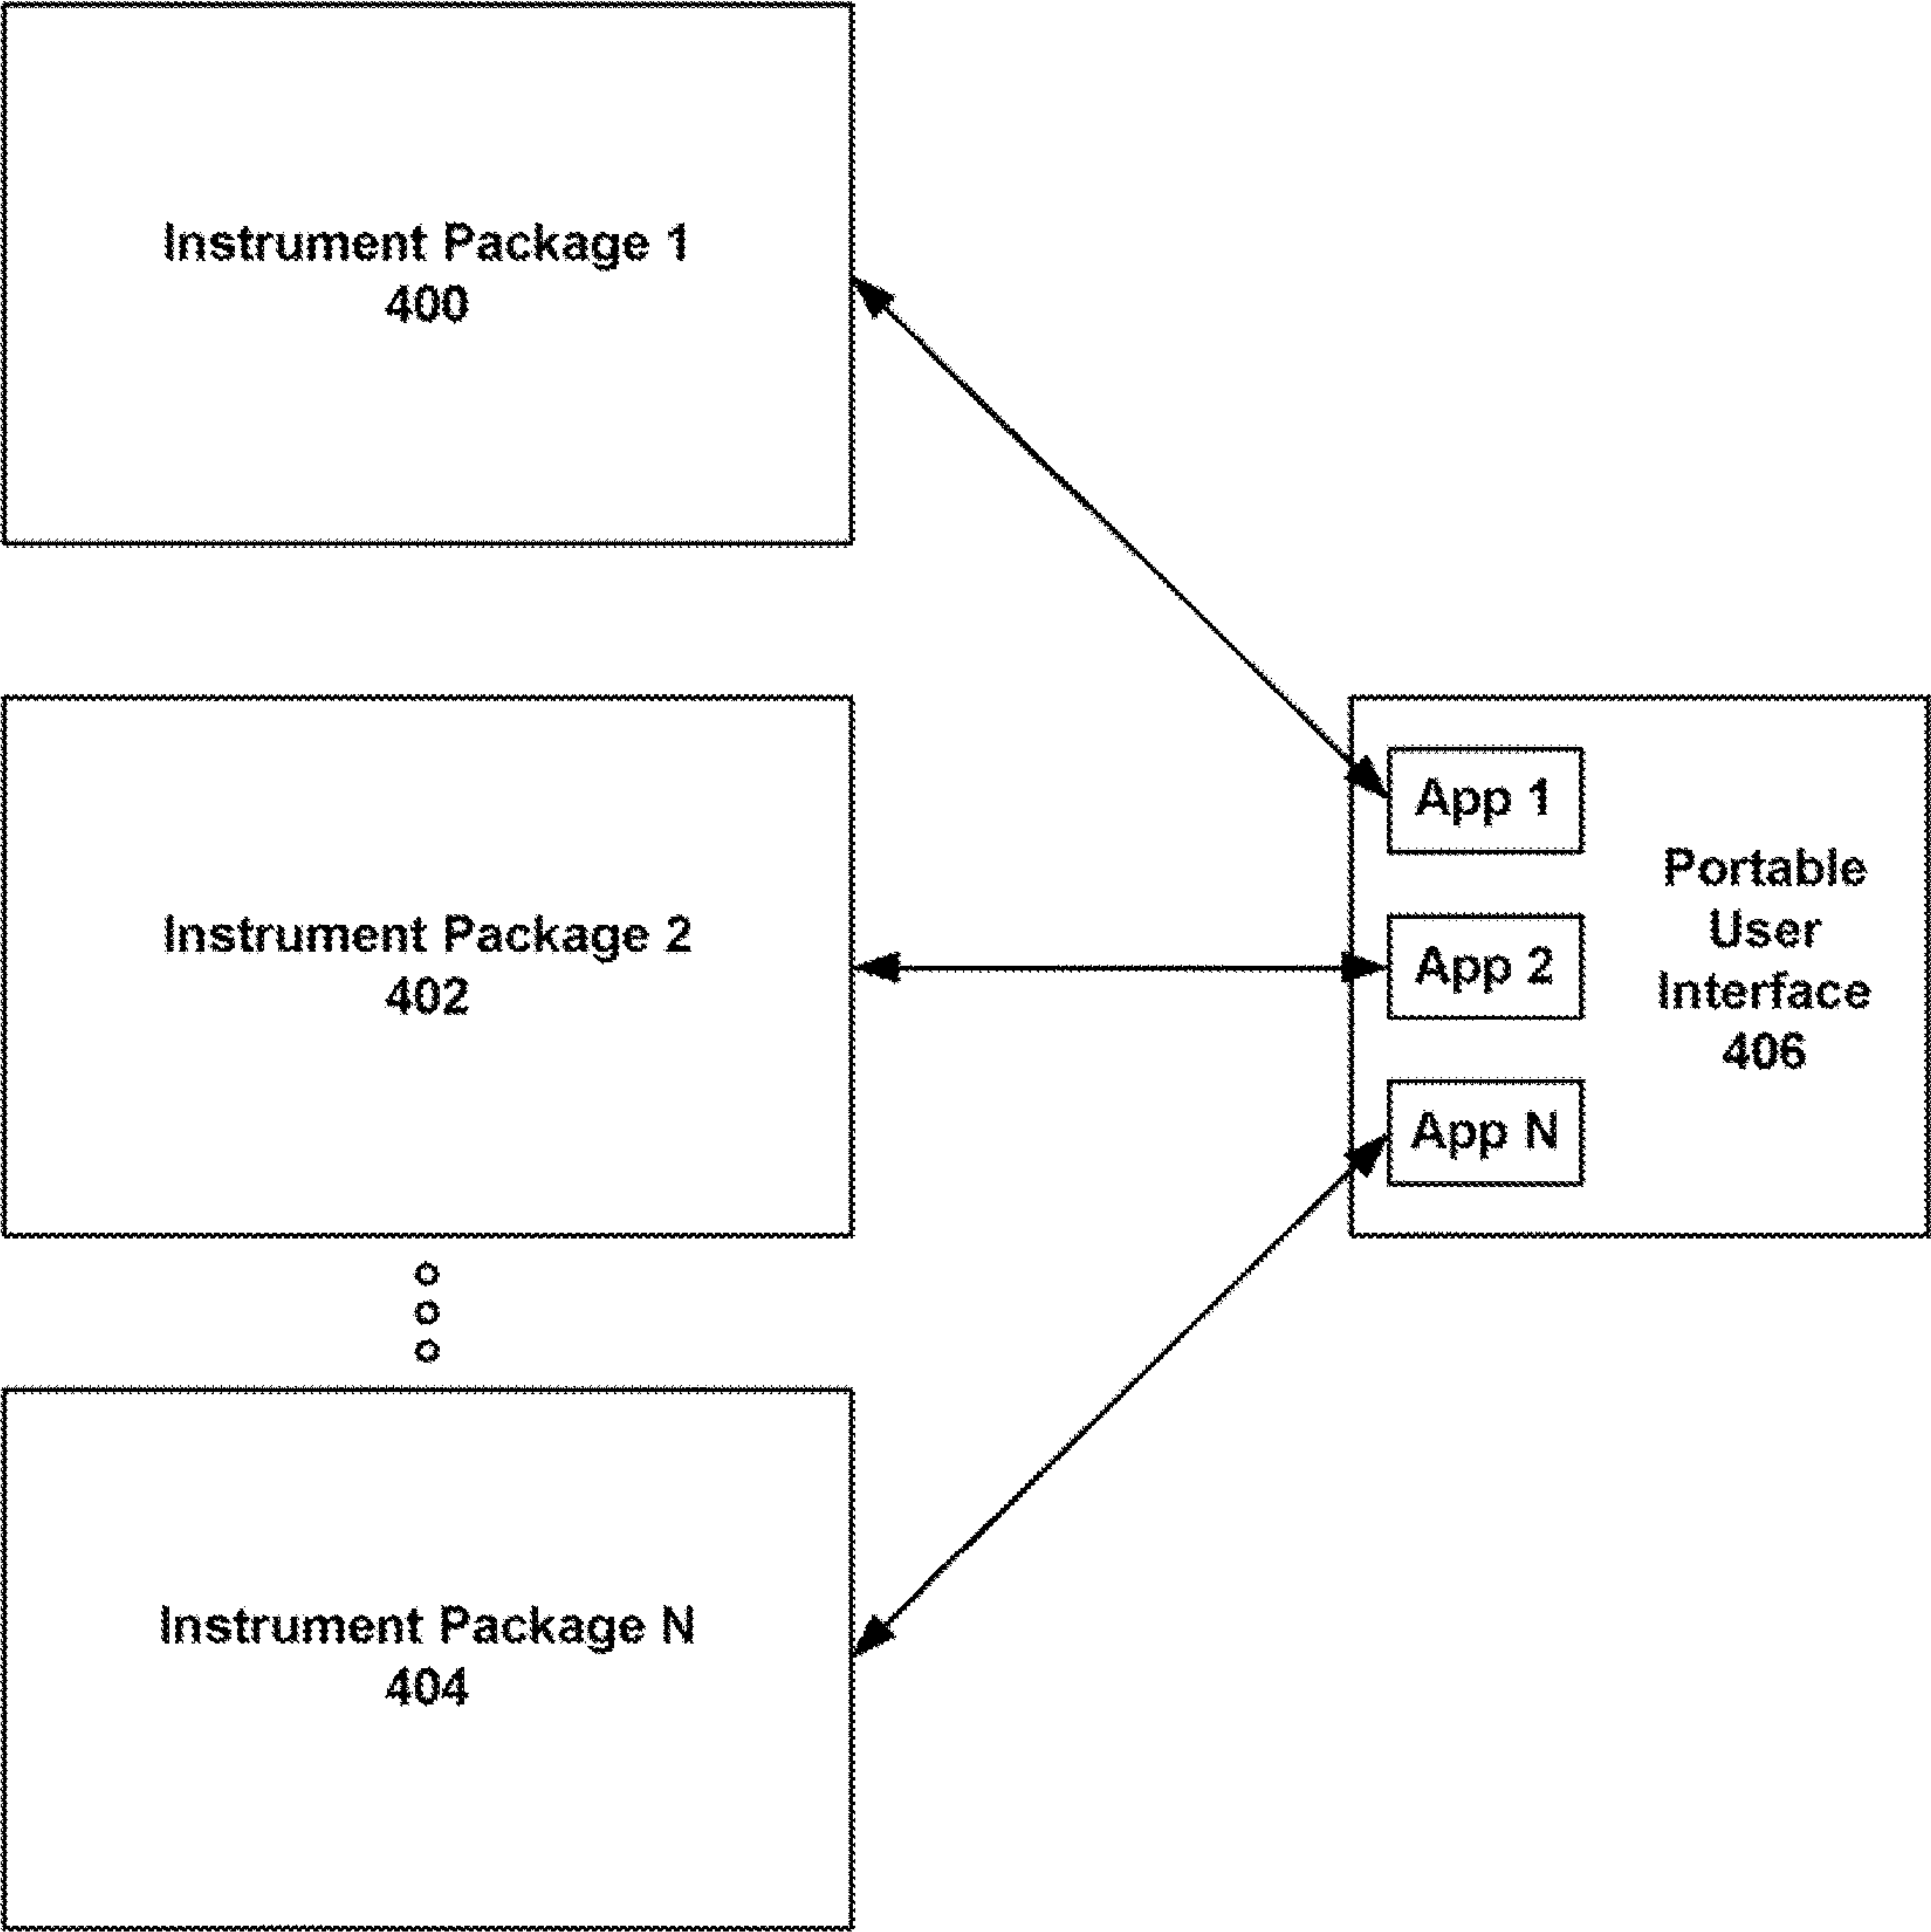 Instrument Package 1
400
Instrument Package 2
402
Instrument Package N
404
App 1
App 2
App N
Portable
User
Interface
406